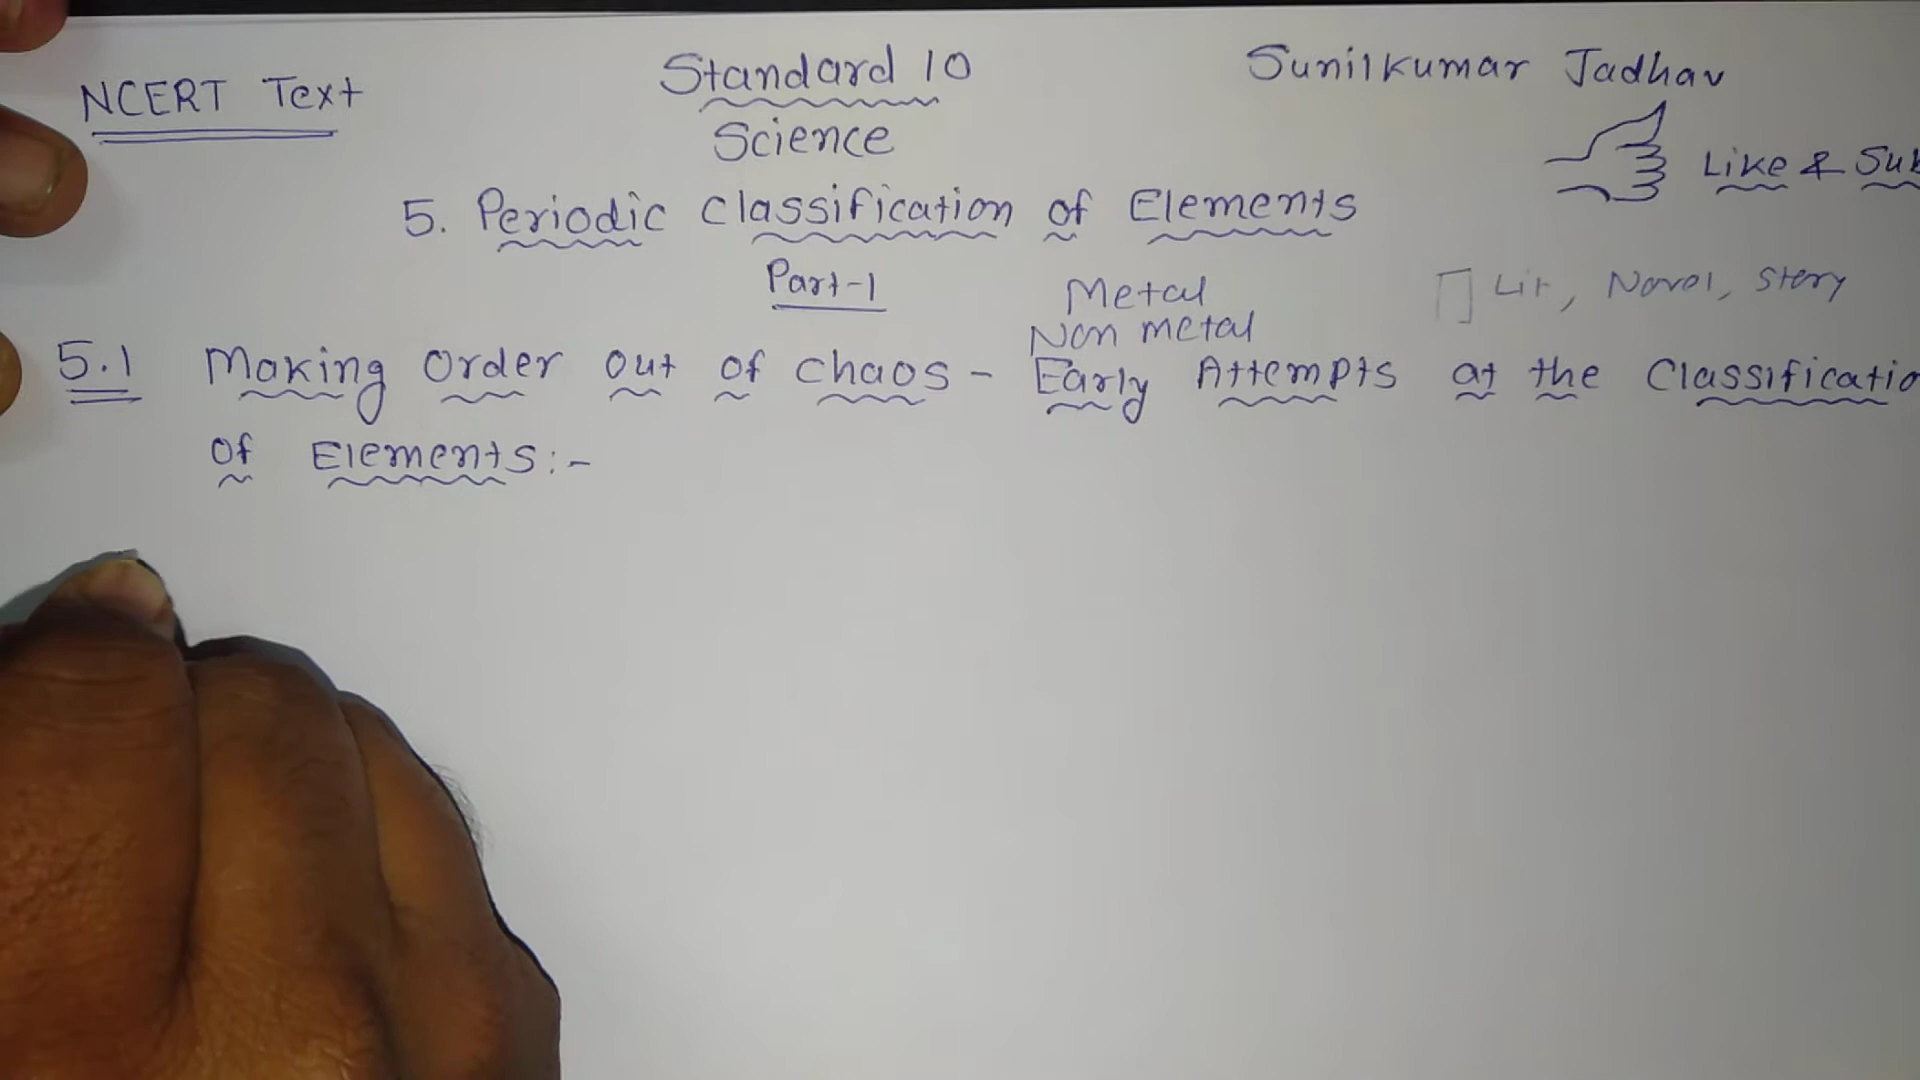 NCERT Text
Standard 10
Sunilkumar Jadhav
Science
Like & Sub
5. Periodic Classification of Elements
Part-1
Metal
Non metal
Lit, Novel, Story
5.1 Making Order out of chaos - Early Attempts at the Classificatio
of Elements:-